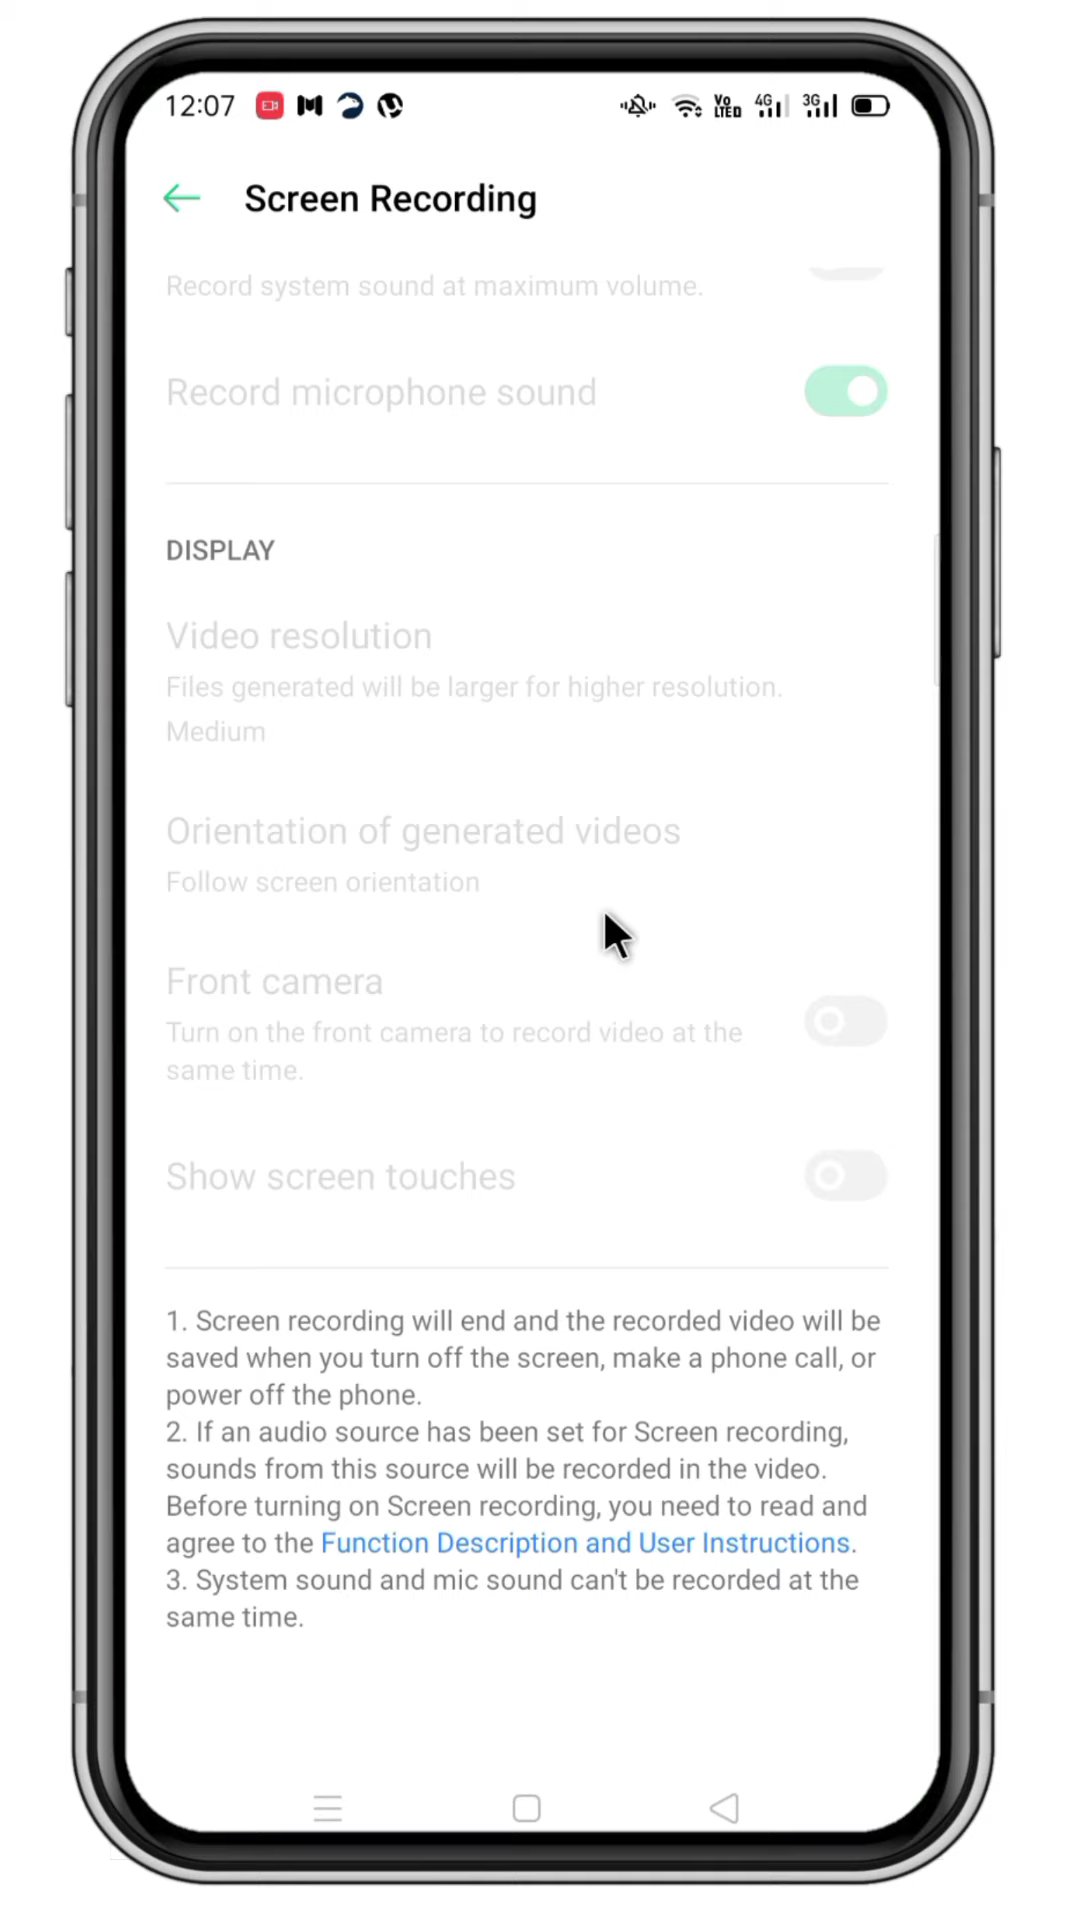 12:07
Vo
LTED
4G
3G
Screen Recording
Record system sound at maximum volume.
Record microphone sound
DISPLAY
Video resolution
Files generated will be larger for higher resolution.
Medium
Orientation of generated videos
Follow screen orientation
Front camera
Turn on the front camera to record video at the
same time.
Show screen touches
1. Screen recording will end and the recorded video will be
saved when you turn off the screen, make a phone call, or
power off the phone.
2. If an audio source has been set for Screen recording,
sounds from this source will be recorded in the video.
Before turning on Screen recording, you need to read and
agree to the Function Description and User Instructions.
3. System sound and mic sound can't be recorded at the
same time.